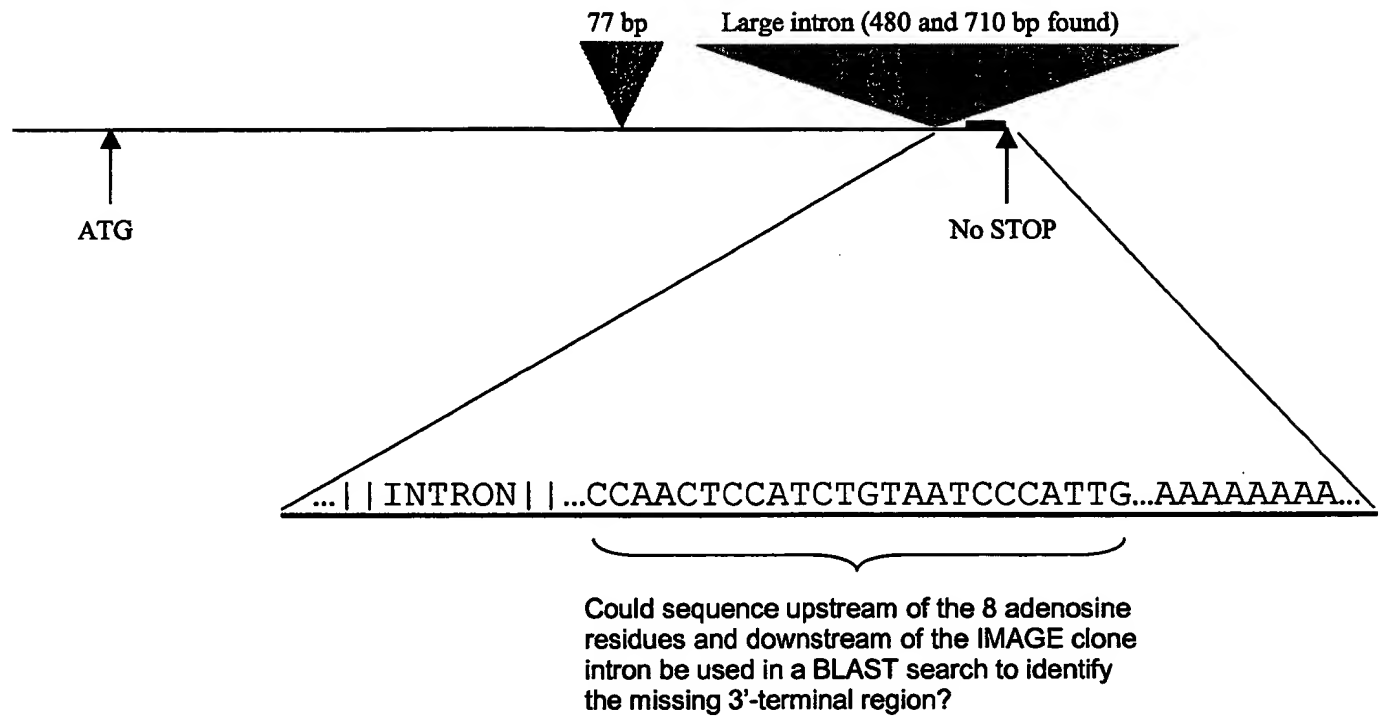 77 bp
Large intron (480 and 710 bp found)
ATG
No STOP
...||INTRON||...CCAACTCCATCTGTAATCCCATTG...AAAAAAAA...
Could sequence upstream of the 8 adenosine
residues and downstream of the IMAGE clone
intron be used in a BLAST search to identify
the missing 3'-terminal region?